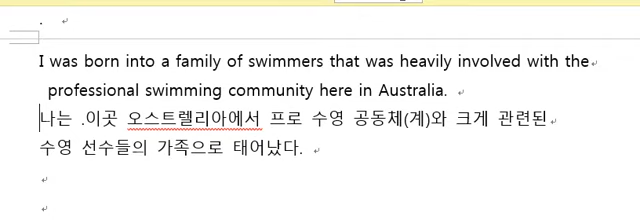 .
I was born into a family of swimmers that was heavily involved with the
professional swimming community here in Australia.
나는 .이곳 오스트렐리아에서 프로 수영 공동체(계)와 크게 관련된
수영 선수들의 가족으로 태어났다.